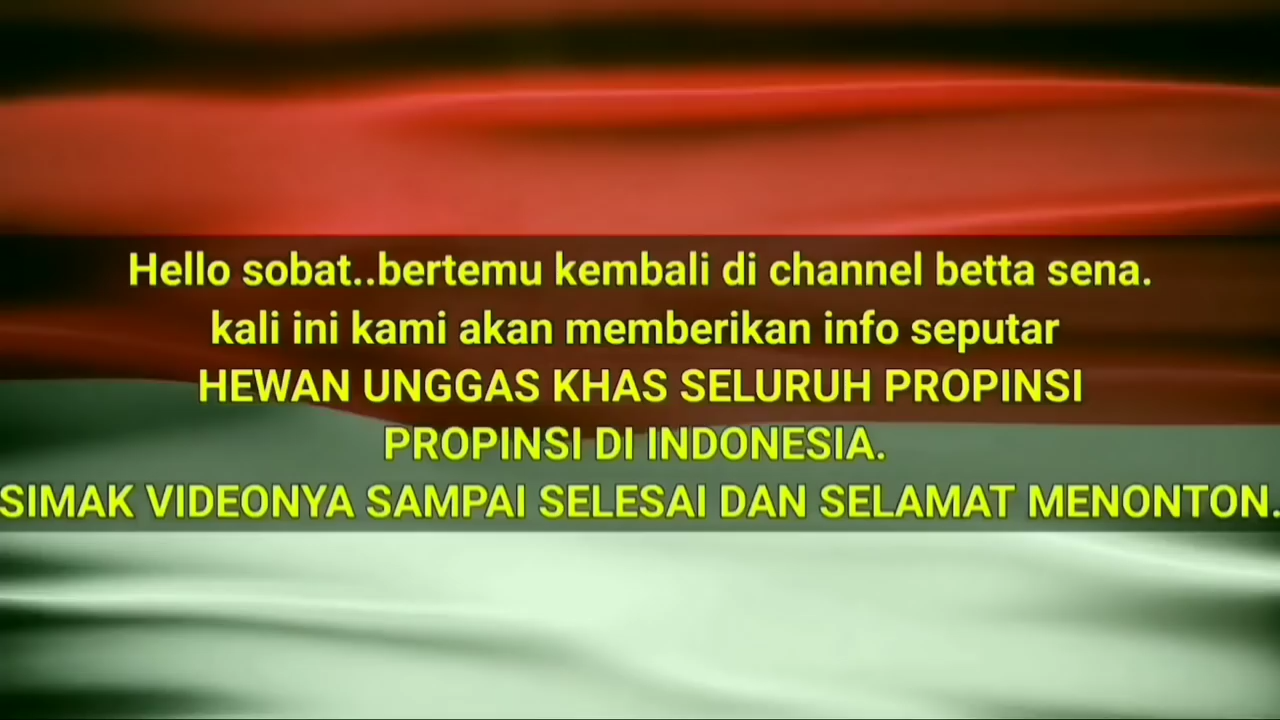 Hello sobat..bertemu kembali di channel betta sena.
kali ini kami akan memberikan info seputar
HEWAN UNGGAS KHAS SELURUH PROPINSI
PROPINSI DI INDONESIA.
SIMAK VIDEONYA SAMPAI SELESAI DAN SELAMAT MENONTON.